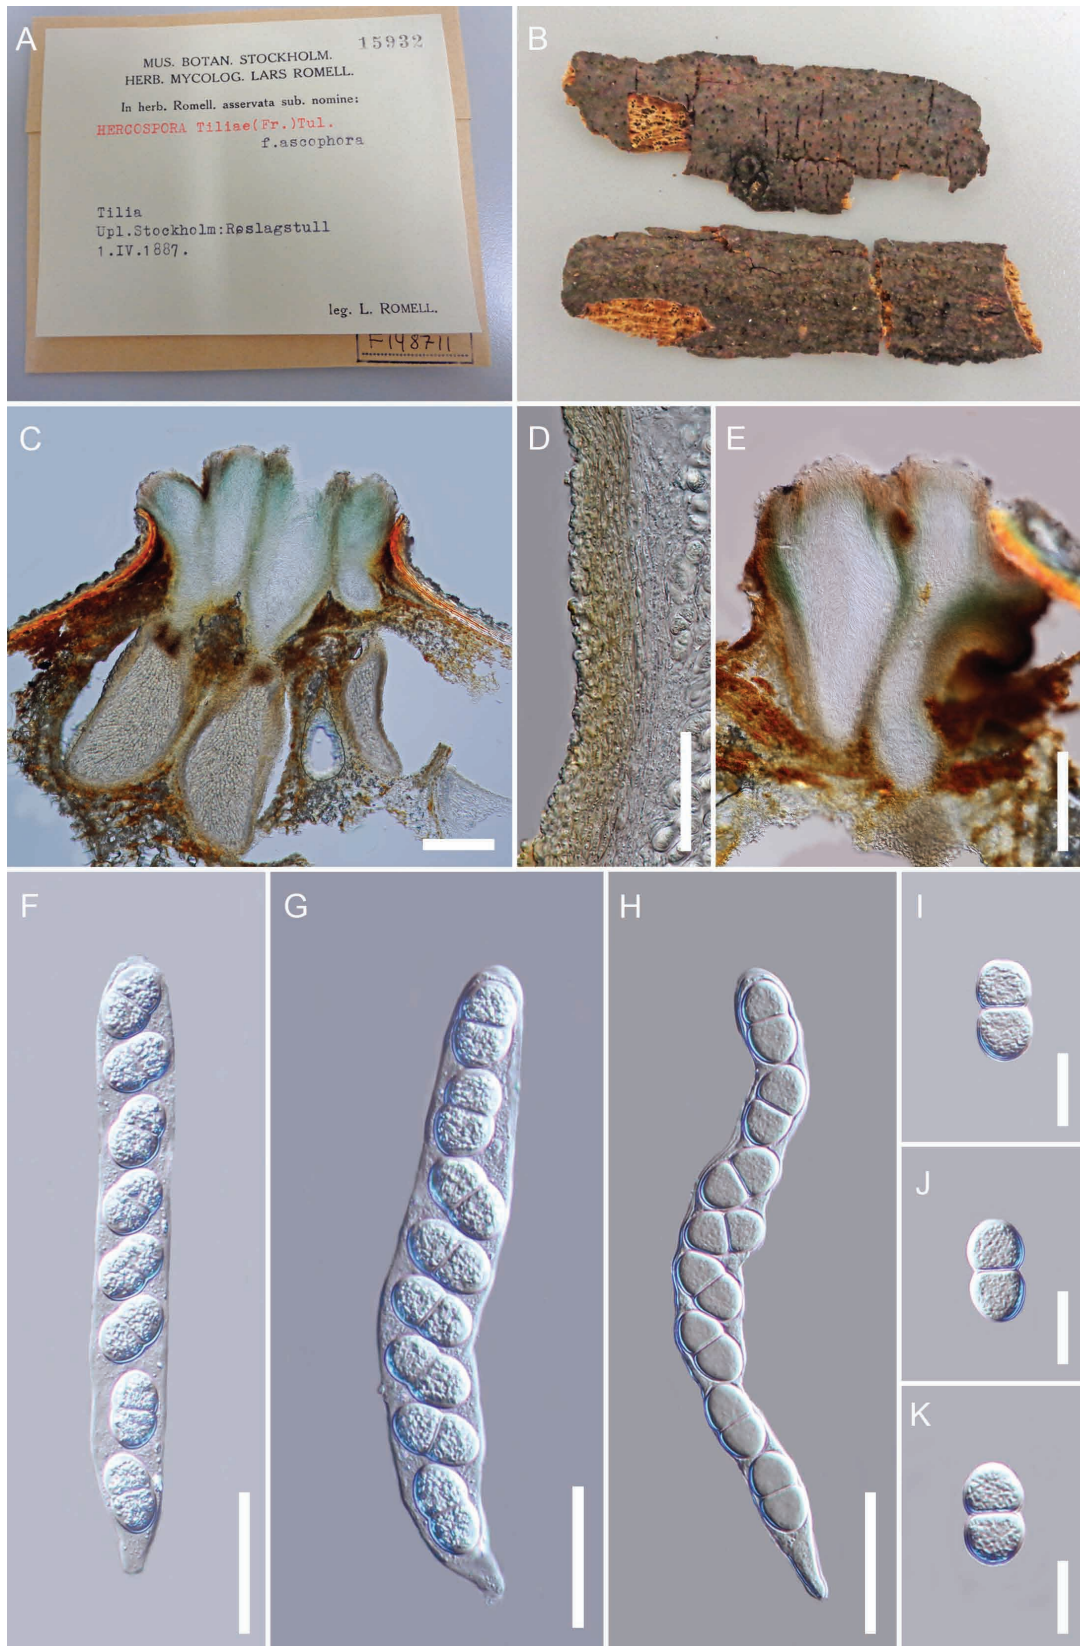 A
15932
MUS. BOTAN. STOCKHOLM.
HERB. MYCOLOG. LARS ROMELL.
In herb. Romell. asservata sub. nomine:
HERCOSPORA Tiliae(Fr.)Tul.
f.ascophora
Tilia
Upl.Stockholm:Roslagstull
1.IV.1887.
leg. L. ROMELL.
F148711
B
C
D
E
F
G
H
I
J
K